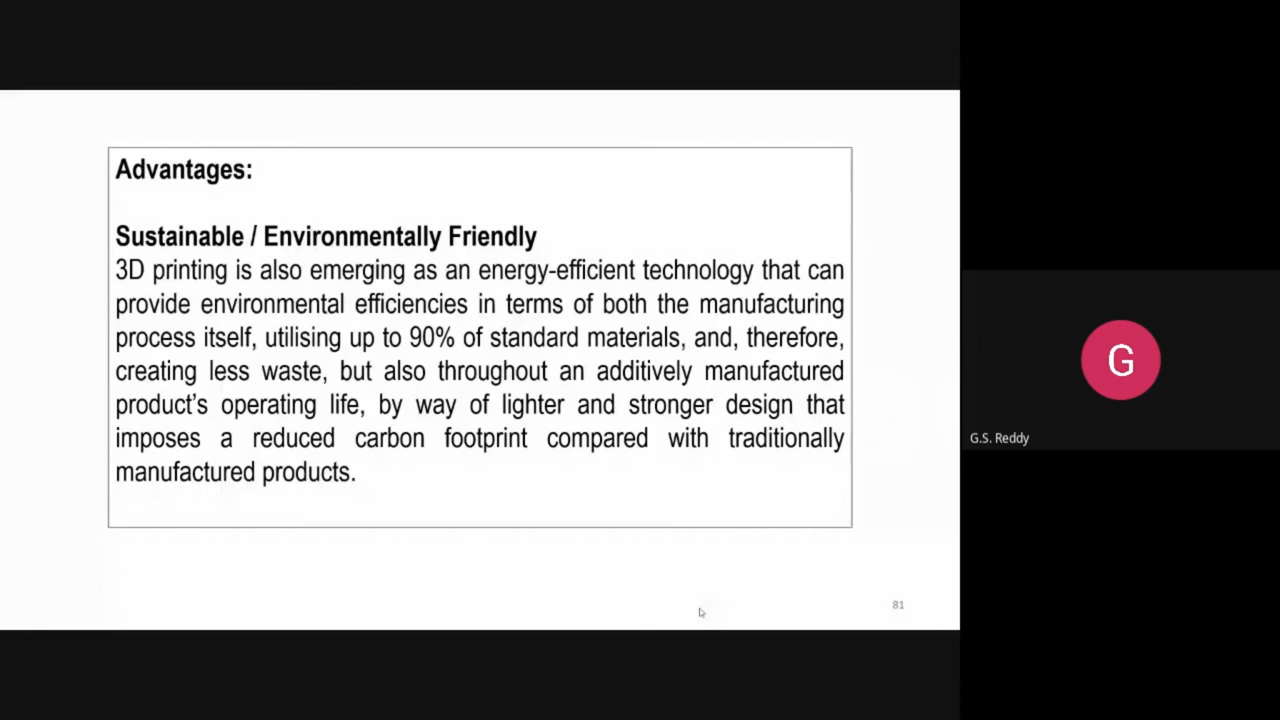 Advantages:
Sustainable / Environmentally Friendly
3D printing is also emerging as an energy-efficient technology that can
provide environmental efficiencies in terms of both the manufacturing
process itself, utilising up to 90% of standard materials, and, therefore,
creating less waste, but also throughout an additively manufactured
product's operating life, by way of lighter and stronger design that
imposes a reduced carbon footprint compared with traditionally
manufactured products.
81
G
G.S. Reddy